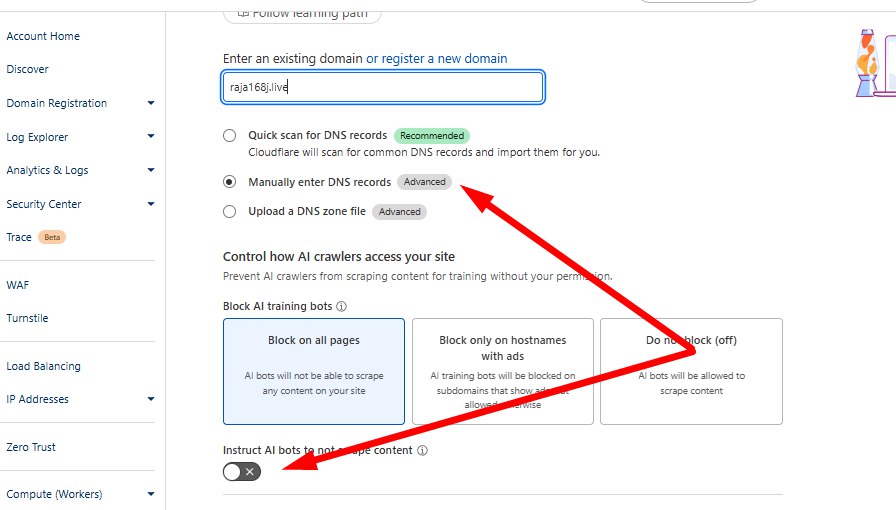 Follow learning path
Account Home
Discover
Domain Registration
Log Explorer
Analytics & Logs
Security Center
Trace Beta
WAF
Turnstile
Load Balancing
IP Addresses
Zero Trust
Compute (Workers)
Enter an existing domain or register a new domain
raja168j.live
Quick scan for DNS records Recommended
Cloudflare will scan for common DNS records and import them for you.
Manually enter DNS records Advanced
Upload a DNS zone file Advanced
Control how AI crawlers access your site
Prevent AI crawlers from scraping content for training without your permission.
Block AI training bots
Block on all pages
AI bots will not be able to scrape
any content on your site
Block only on hostnames
with ads
AI training bots will be blocked on
subdomains that show ads but
allowed otherwise
Do not block (off)
AI bots will be allowed to
scrape content
Instruct AI bots to not scrape content